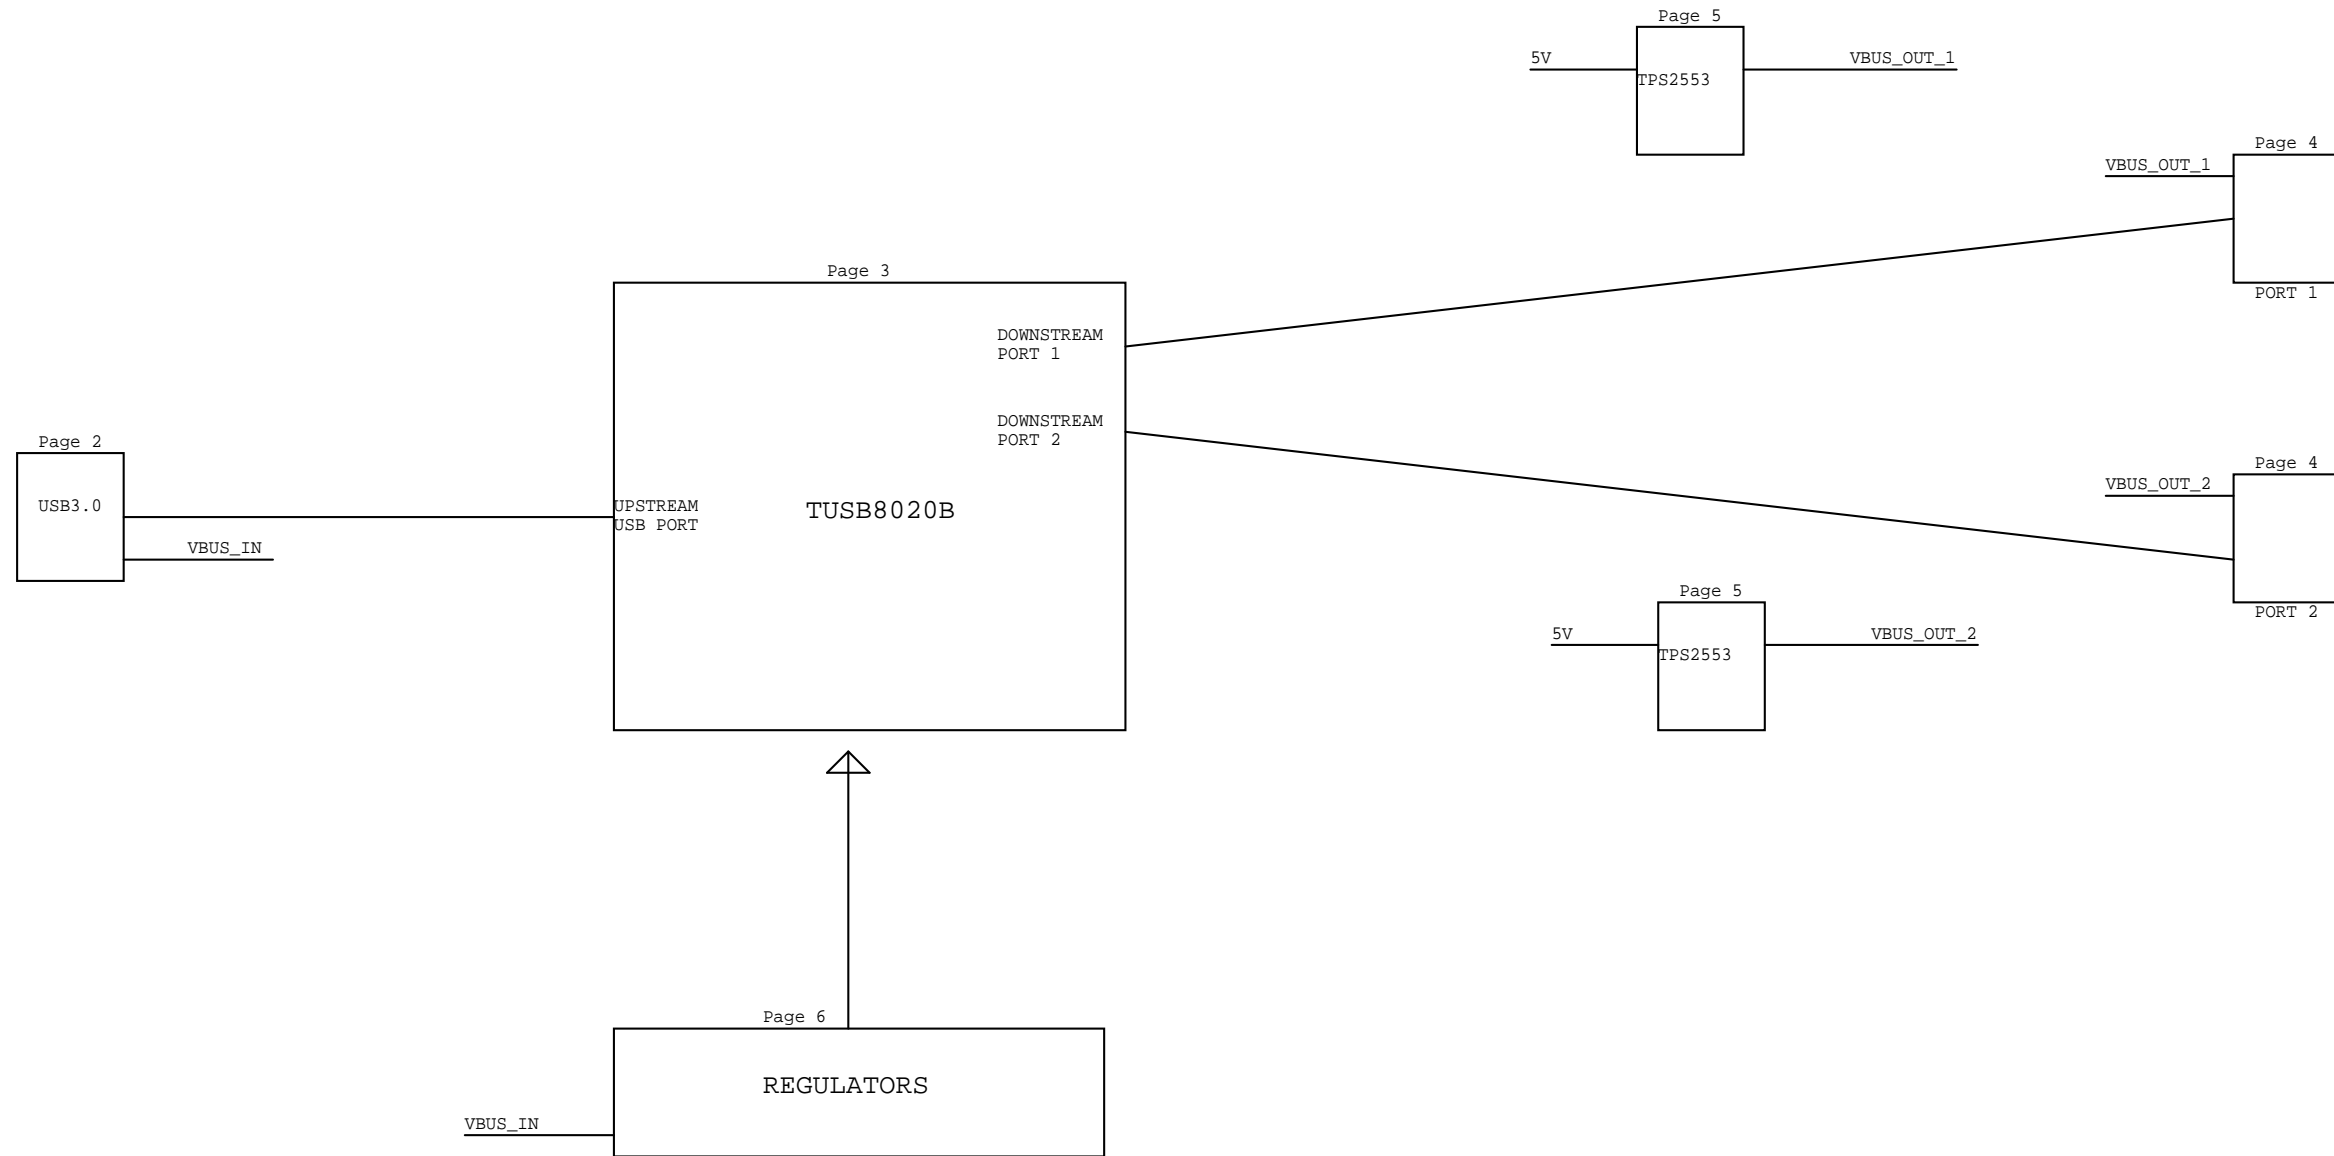 Page 5
5V
VBUS_OUT_1
TPS2553
Page 4
VBUS_OUT_1
PORT 1
Page 3
DOWNSTREAM
PORT 1
DOWNSTREAM
PORT 2
Page 2
USB3.0
VBUS_IN
UPSTREAM
USB PORT
TUSB8020B
Page 4
VBUS_OUT_2
PORT 2
Page 5
5V
VBUS_OUT_2
TPS2553
Page 6
REGULATORS
VBUS_IN